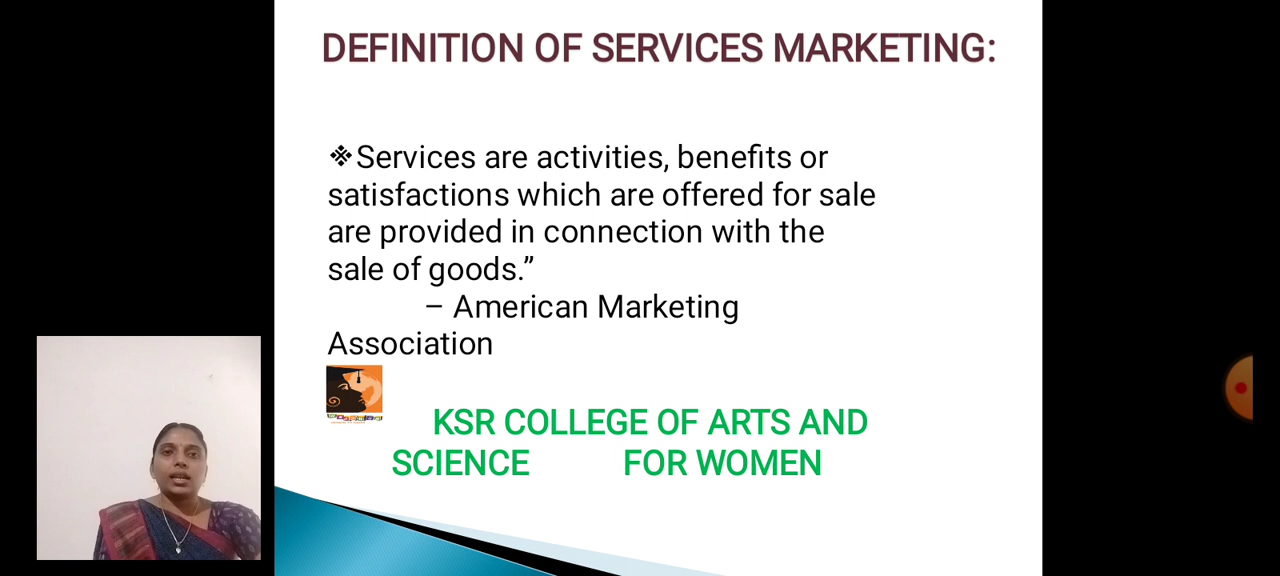 DEFINITION OF SERVICES MARKETING:
❖Services are activities, benefits or
satisfactions which are offered for sale
are provided in connection with the
sale of goods.”
– American Marketing
Association
KSR COLLEGE OF ARTS AND
SCIENCE FOR WOMEN